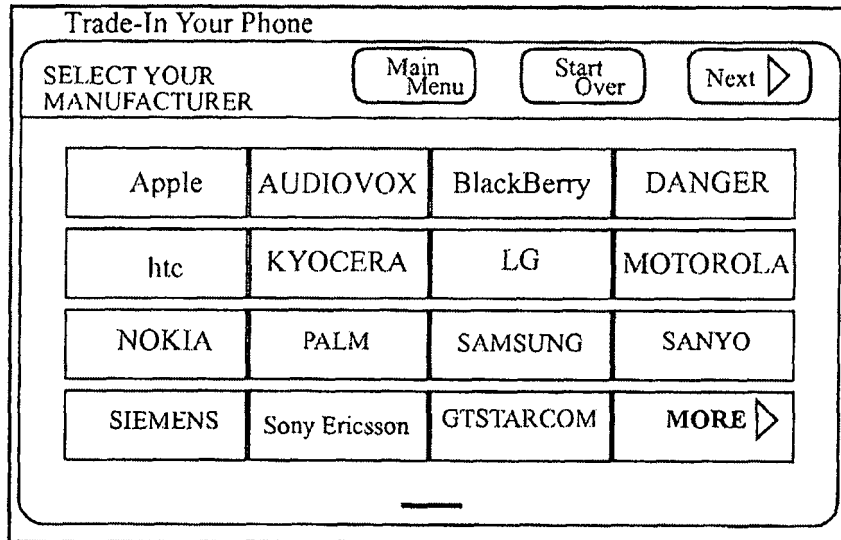 Trade-In Your Phone
SELECT YOUR
MANUFACTURER
Main
Menu
Start
Over
Next
Apple AUDIOVOX BlackBerry DANGER
htc KYOCERA LG MOTOROLA
NOKIA PALM SAMSUNG SANYO
SIEMENS Sony Ericsson GTSTARCOM MORE